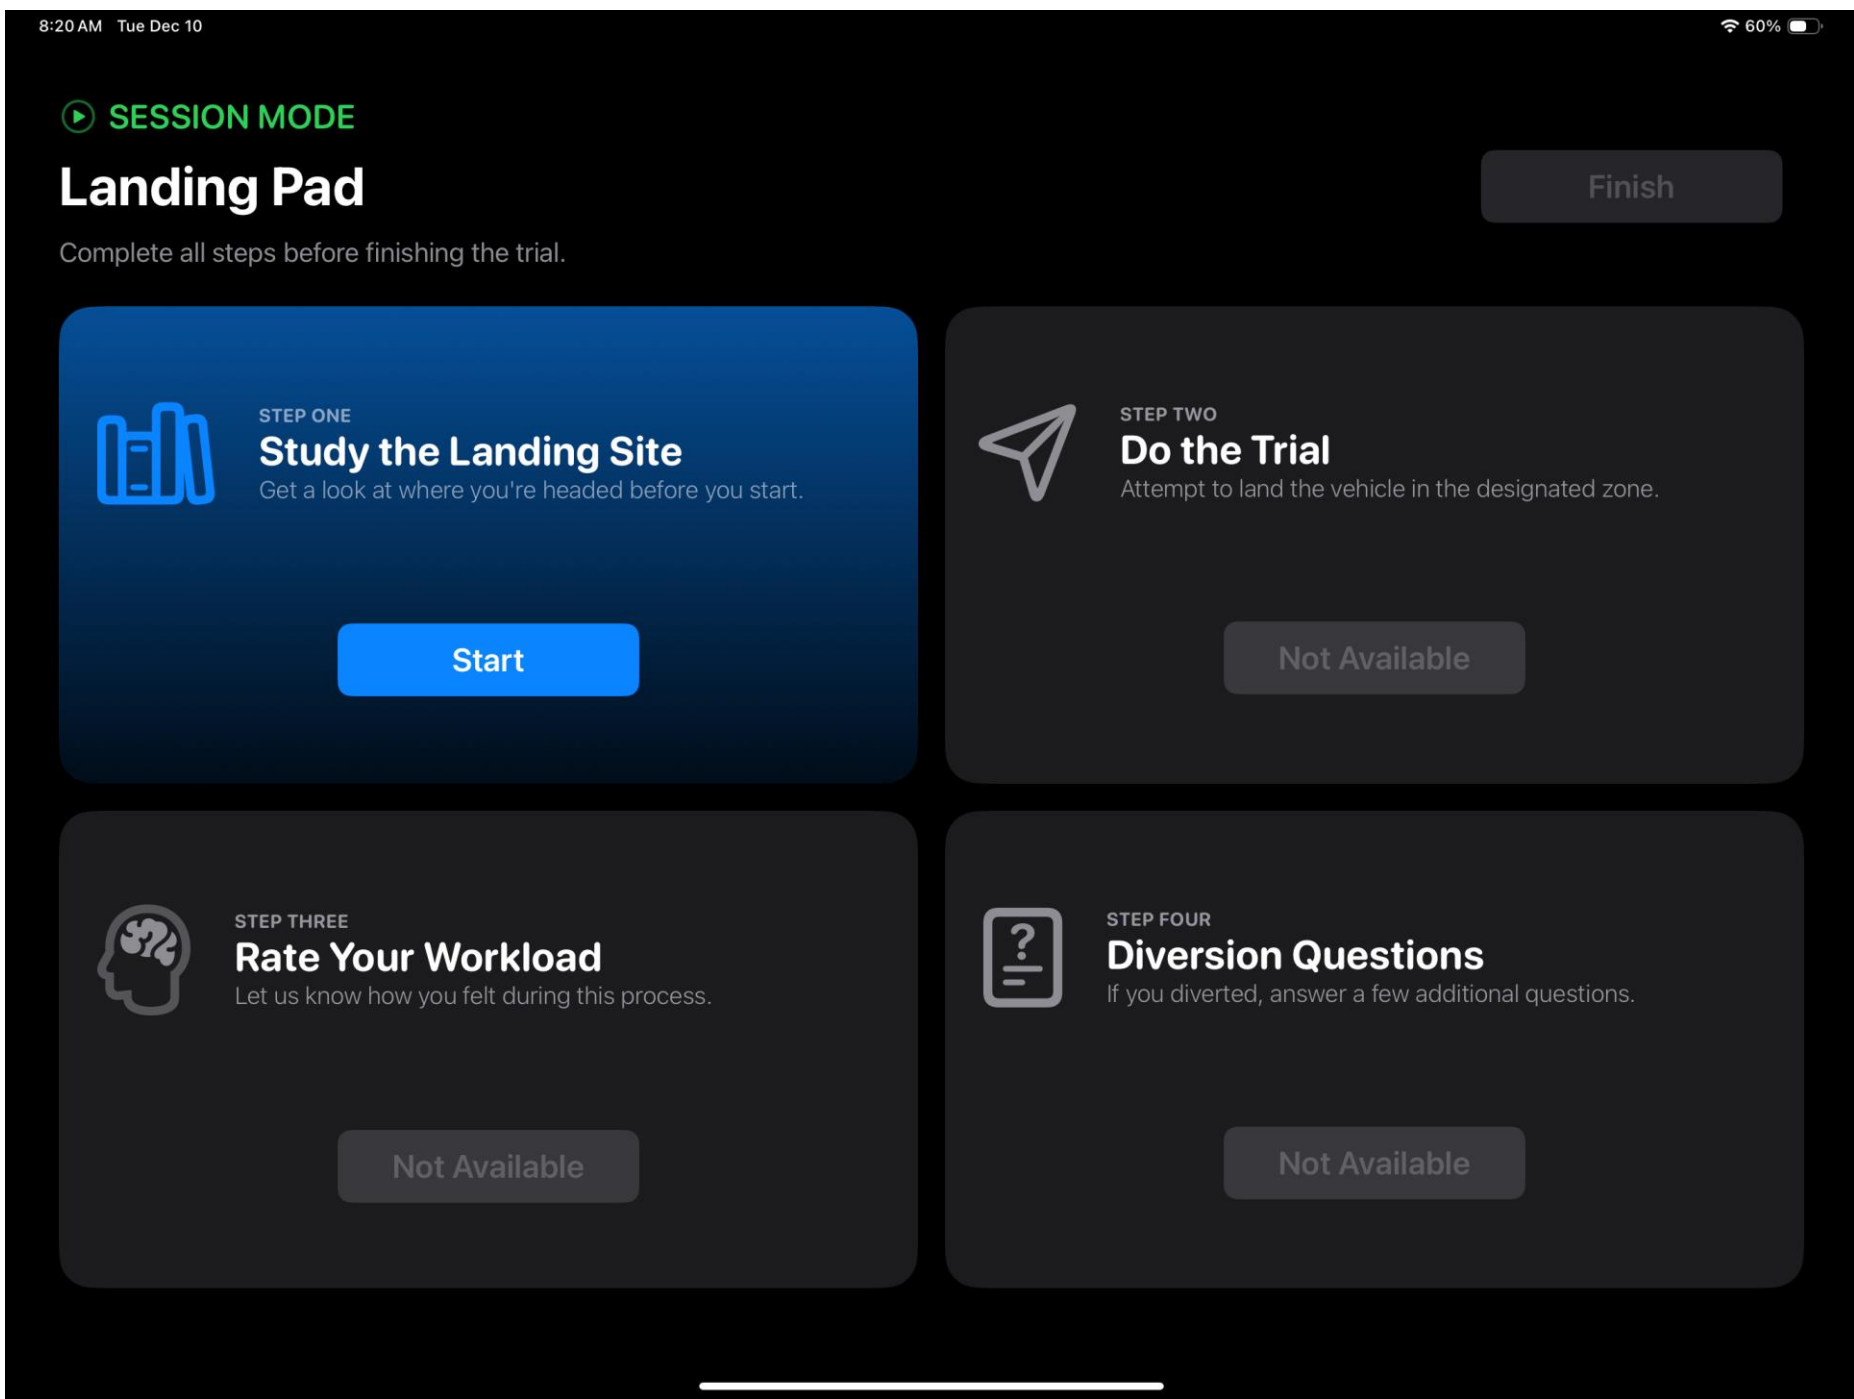 8:20 AM Tue Dec 10
60%
SESSION MODE
Landing Pad
Finish
Complete all steps before finishing the trial.
STEP ONE
Study the Landing Site
Get a look at where you're headed before you start.
Start
STEP TWO
Do the Trial
Attempt to land the vehicle in the designated zone.
Not Available
STEP THREE
Rate Your Workload
Let us know how you felt during this process.
Not Available
?
STEP FOUR
Diversion Questions
If you diverted, answer a few additional questions.
Not Available